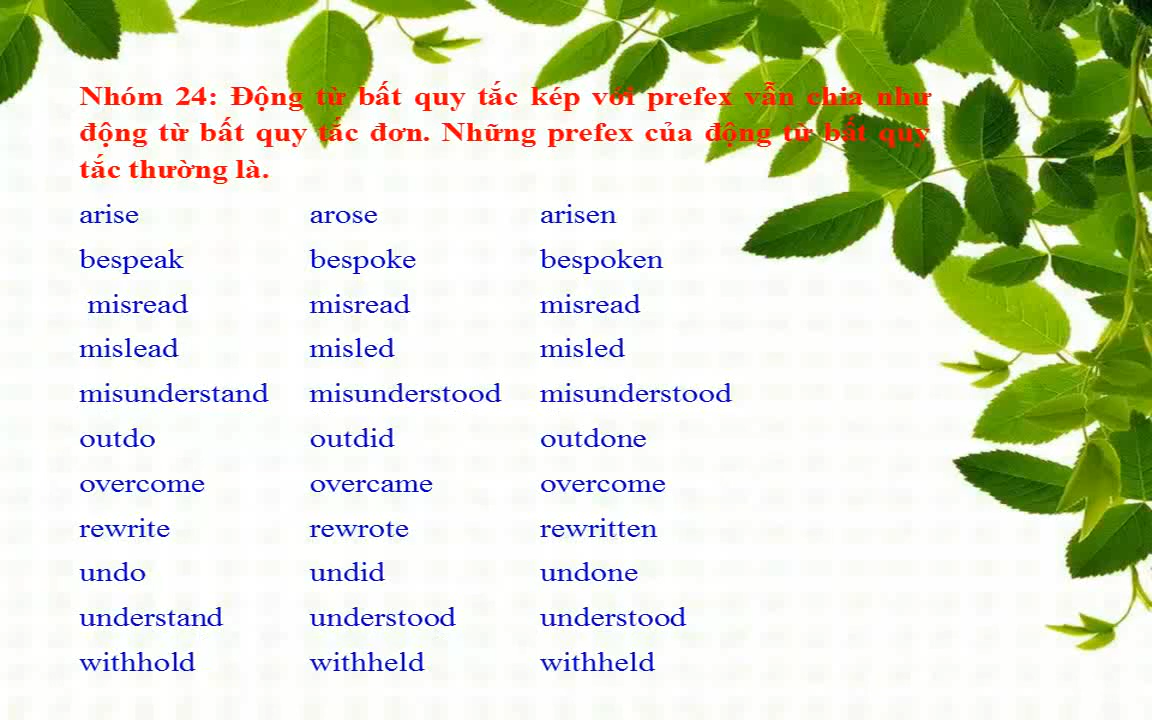 Nhóm 24: Động từ bất quy tắc kép với prefex vẫn chia như
động từ bất quy tắc đơn. Những prefex của động từ bất quy
tắc thường là.
arise arose arisen
bespeak bespoke bespoken
misread misread misread
mislead misled misled
misunderstand misunderstood misunderstood
outdo outdid outdone
overcome overcame overcome
rewrite rewrote rewritten
undo undid undone
understand understood understood
withhold withheld withheld